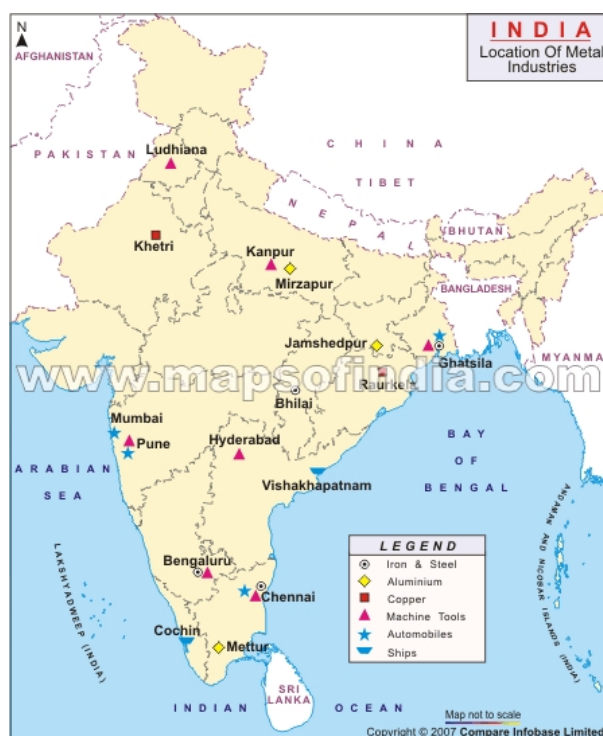 INDIA
Location Of Metal
Industries
N
AFGHANISTAN
PAKISTAN
CHINA
TIBET
NEPAL
BHUTAN
BANGLADESH
MYANMA
Ludhiana
Khetri
Kanpur
Mirzapur
Jamshedpur
Ghatsila
www.mapsofindia.com
Raurkela
Bhilai
Mumbai
Pune
Hyderabad
Vishakhapatnam
ARABIAN
SEA
BAY
OF
BENGAL
LAKSHYADWEEP (INDIA)
ANDAMAN AND NICOBAR ISLANDS (INDIA)
Bengaluru
Chennai
Cochin
Mettur
SRI
LANKA
INDIAN OCEAN
LEGEND
Iron & Steel
Aluminium
Copper
Machine Tools
Automobiles
Ships
Map not to scale
Copyright © 2007 Compare Infobase Limited